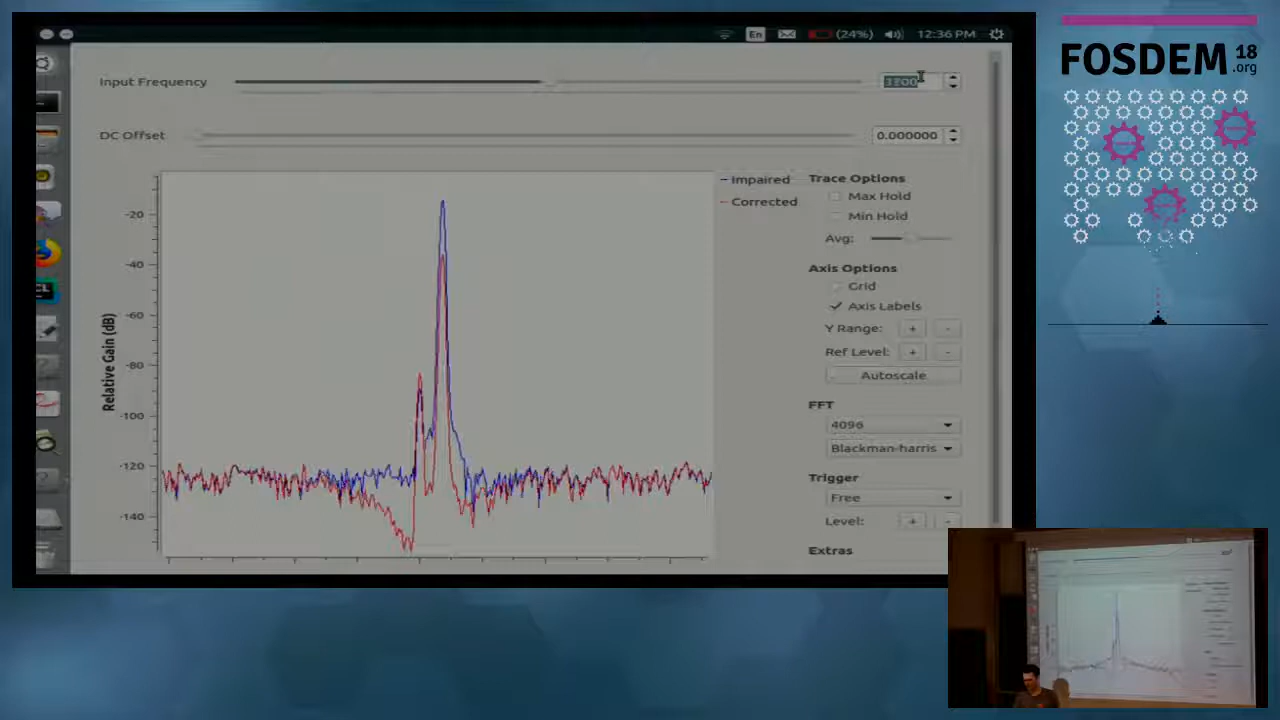 En
(24%)
12:36 PM
Input Frequency
DC Offset
0.000000
Impaired
Corrected
Relative Gain (dB)
-20
-40
-60
-80
-100
-120
-140
Trace Options
Max Hold
Min Hold
Avg:
Axis Options
Grid
Axis Labels
Y Range:
+
-
Ref Level:
+
-
Autoscale
FFT
4096
Blackman-harris
Trigger
Free
Level:
+
-
Extras
FOSDEM 18
.org